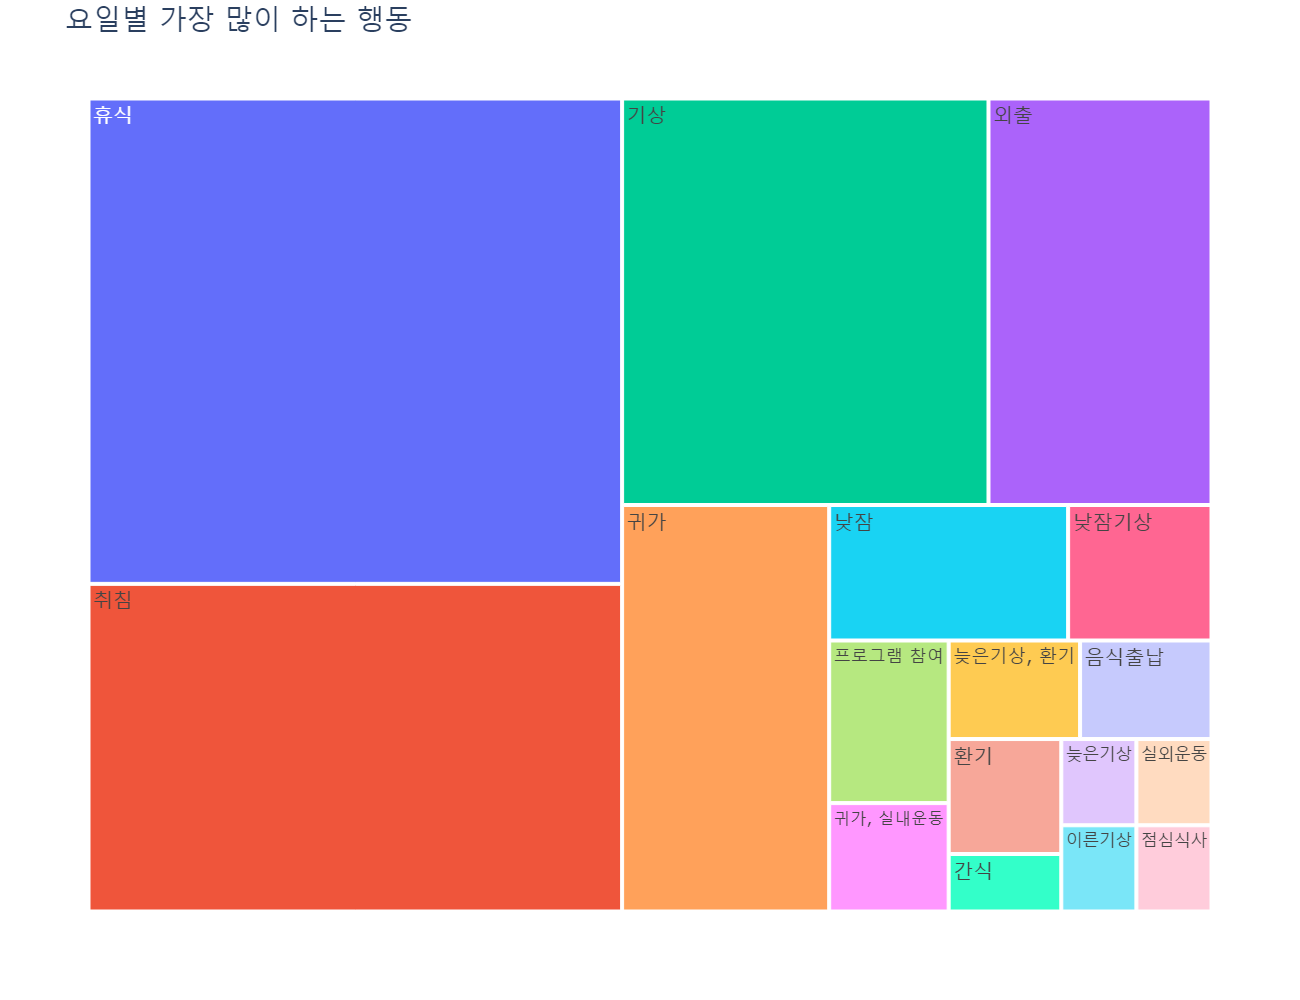 요일별 가장 많이 하는 행동
휴식
기상
외출
취침
귀가
낮잠
낮잠기상
프로그램 참여
늦은기상, 환기
음식출납
환기
늦은기상
실외운동
귀가, 실내운동
이른기상
점심식사
간식